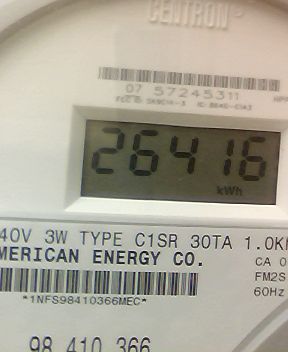 CENTRON
07 57245311
26416
kWh
40V 3W TYPE C1SR 30TA 1.0K
MERICAN ENERGY CO.
CA 0
FM2S
*1NFS98410366MEC*
60Hz
98 410 366